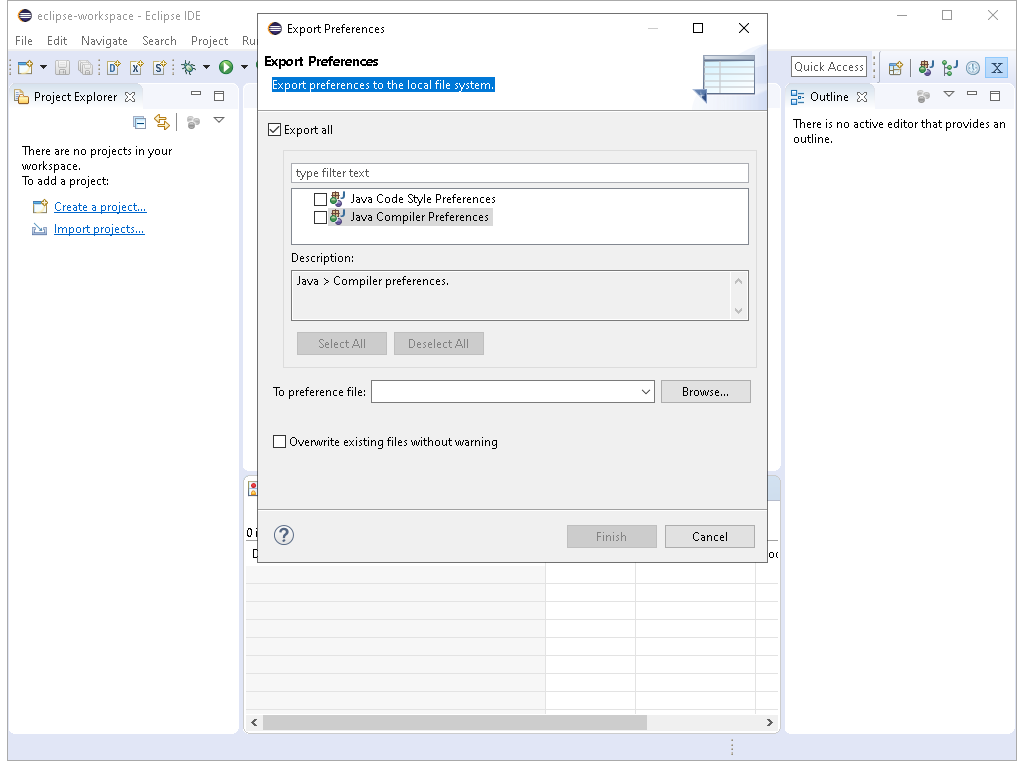 eclipse-workspace - Eclipse IDE
File Edit Navigate Search Project Ru
Quick Access
Project Explorer
There are no projects in your
workspace.
To add a project:
Create a project...
Import projects...
Export Preferences
Export Preferences
Export preferences to the local file system.
Export all
type filter text
Java Code Style Preferences
Java Compiler Preferences
Description:
Java > Compiler preferences.
Select All Deselect All
To preference file: Browse...
Overwrite existing files without warning
Finish Cancel
Outline
There is no active editor that provides an
outline.
0 i